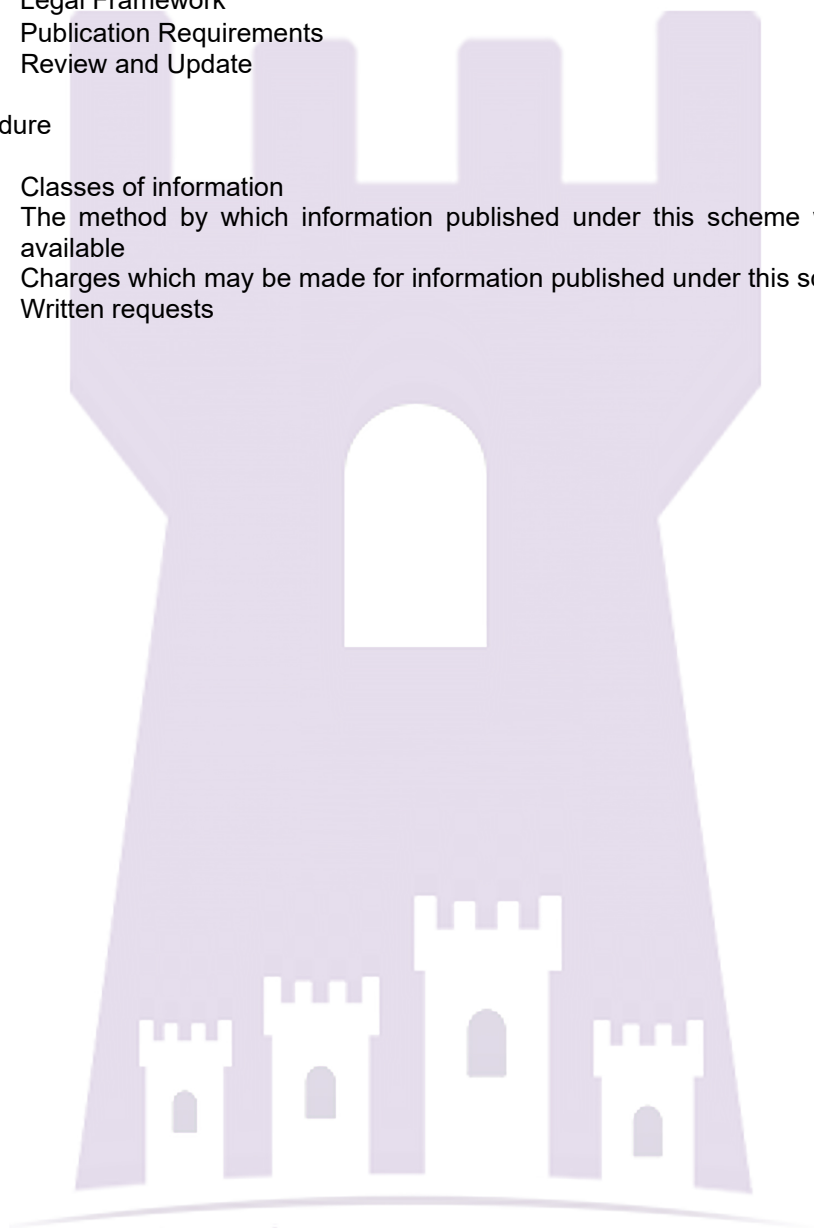 Legal Framework
Publication Requirements
Review and Update
dure
Classes of information
The method by which information published under this scheme
available
Charges which may be made for information published under this
Written requests